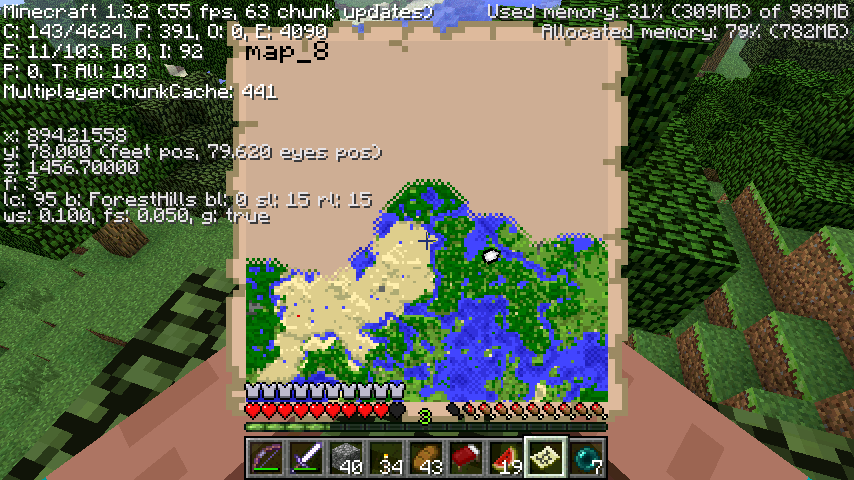 Minecraft 1.3.2 (55 fps, 63 chunk updates)
Used memory: 31% (309MB) of 989MB
C: 143/4624, F: 391, O: 0, E: 4090
Allocated memory: 79% (782MB)
E: 11/103, B: 0, I: 92
map_8
P: 0, T: All: 103
MultiplayerChunkCache: 441
x: 894.21558
y: 78.000 (feet pos, 79.620 eyes pos)
z: 1456.70000
f: 3
lc: 95 b: ForestHills bl: 0 sl: 15 rl: 15
ws: 0.100, fs: 0.050, g: true
8
40 34 43 19 7